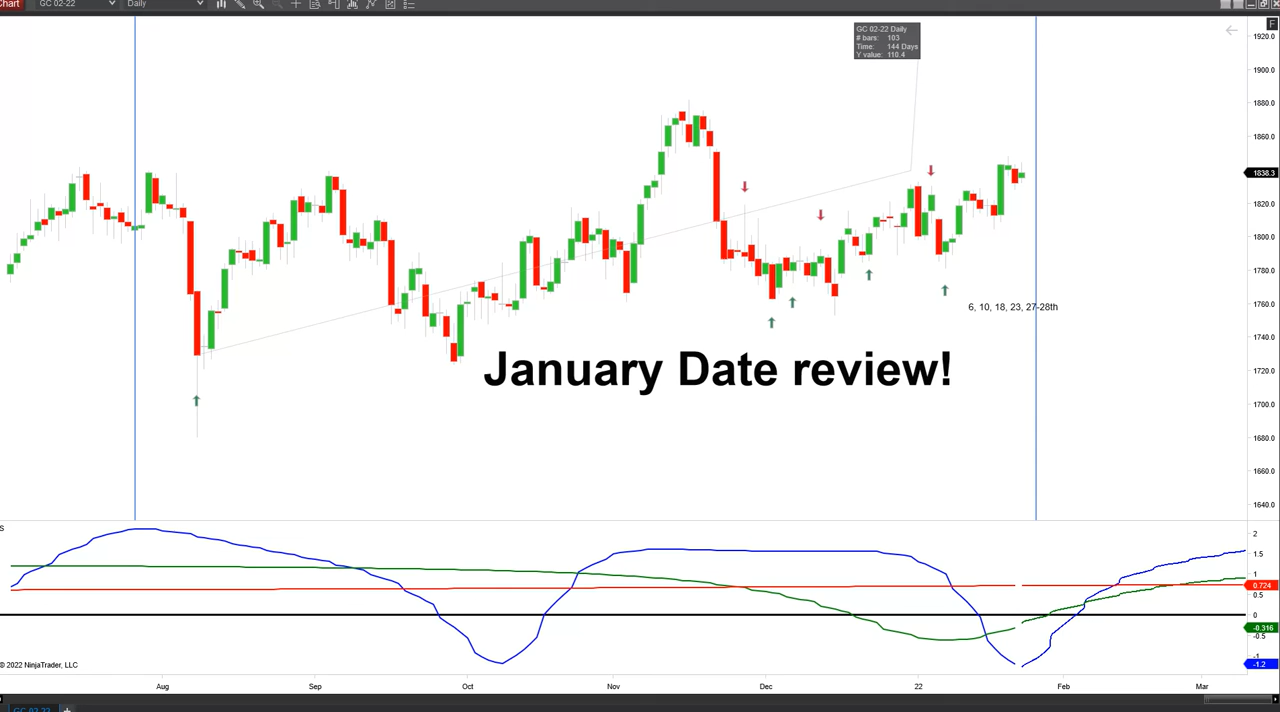 Chart
GC 02-22
Daily
GC 02-22 Daily
# bars: 103
Time: 144 Days
Y value: 110.4
F
1920.0
1900.0
1880.0
1860.0
1838.3
1820.0
1800.0
1780.0
1760.0
1740.0
1720.0
1700.0
1680.0
1660.0
1640.0
6, 10, 18, 23, 27-28th
January Date review!
S
2
1.5
1
0.724
0.5
0
-0.316
-0.5
-1
-1.2
© 2022 NinjaTrader, LLC
Aug
Sep
Oct
Nov
Dec
22
Feb
Mar
GC 02-22
+